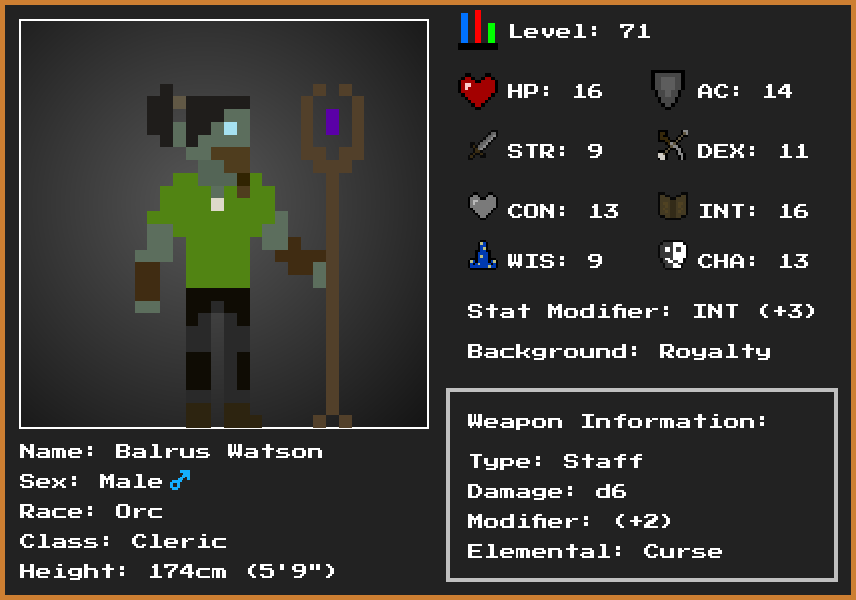 Level: 71
HP: 16
AC: 14
STR: 9
DEX: 11
CON: 13
INT: 16
WIS: 9
CHA: 13
Stat Modifier: INT (+3)
Background: Royalty
Weapon Information:
Type: Staff
Damage: d6
Modifier: (+2)
Elemental: Curse
Name: Balrus Watson
Sex: Male ♂
Race: Orc
Class: Cleric
Height: 174cm (5'9")